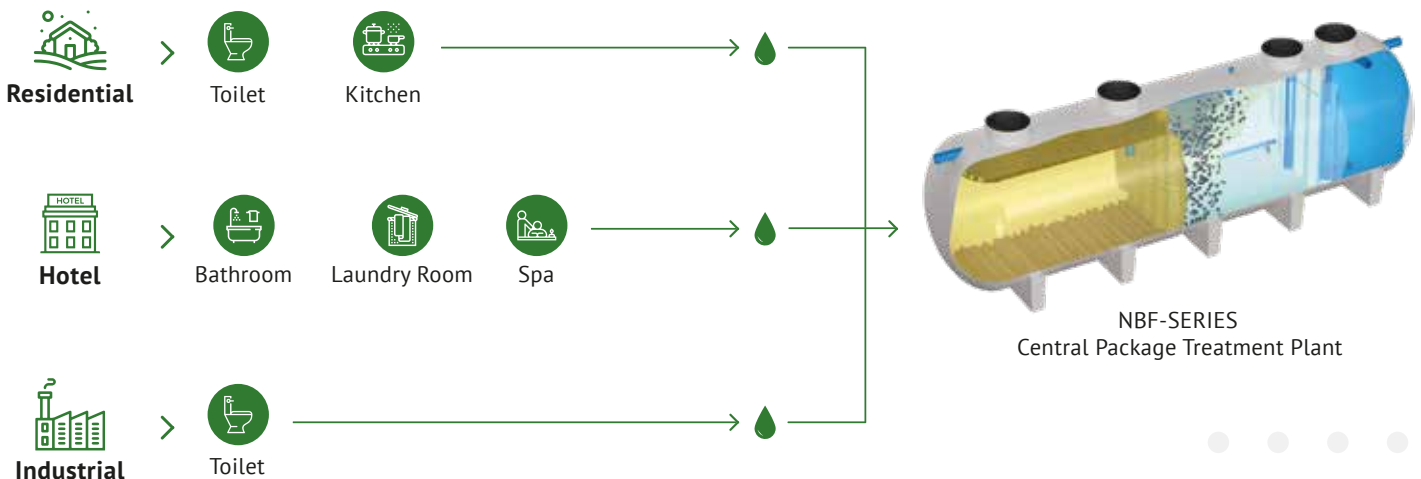 Toilet
Kitchen
Residential
HOTEL
Bathroom
Laundry Room
Spa
Hotel
NBF-SERIES
Central Package Treatment Plant
Toilet
Industrial